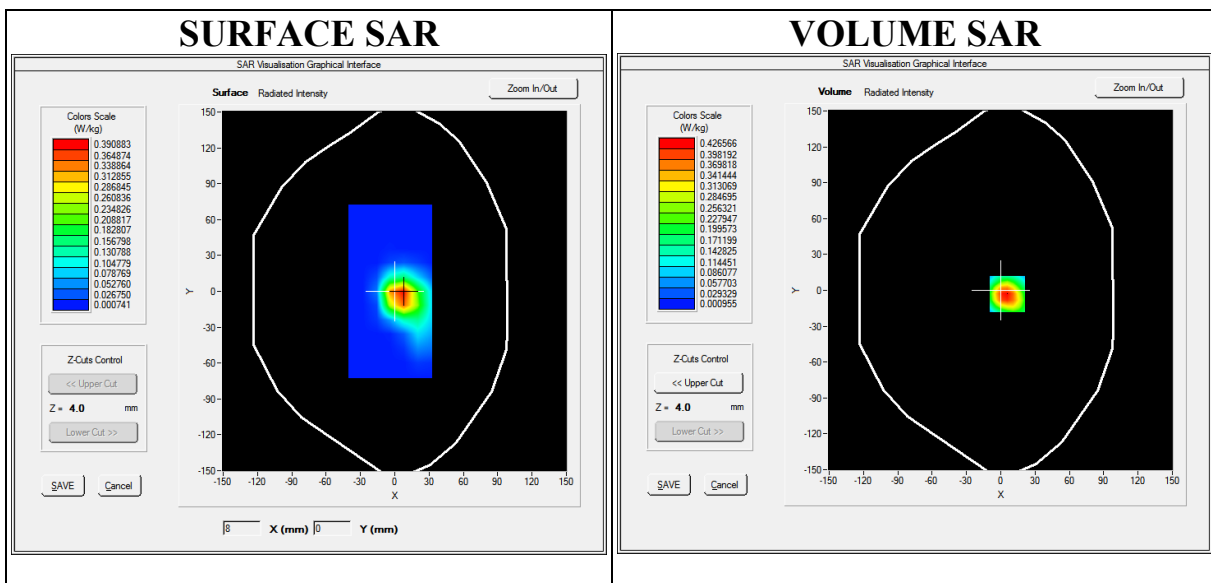 SURFACE SAR
SAR Visualisation Graphical Interface
Surface Radiated Intensity
Zoom In/Out
Colors Scale
(W/kg)
0.390883
0.364874
0.338864
0.312855
0.286845
0.260836
0.234826
0.208817
0.182807
0.156798
0.130788
0.104779
0.078769
0.052760
0.026750
0.000741
Z-Cuts Control
<< Upper Cut
Z = 4.0 mm
Lower Cut >>
SAVE Cancel
150
120
90
60
30
0
-30
-60
-90
-120
-150
Y
-150 -120 -90 -60 -30 0 30 60 90 120 150
X
8 X (mm) 0 Y (mm)
VOLUME SAR
SAR Visualisation Graphical Interface
Volume Radiated Intensity
Zoom In/Out
Colors Scale
(W/kg)
0.426566
0.398192
0.369818
0.341444
0.313069
0.284695
0.256321
0.227947
0.199573
0.171199
0.142825
0.114451
0.086077
0.057703
0.029329
0.000955
Z-Cuts Control
<< Upper Cut
Z = 4.0 mm
Lower Cut >>
SAVE Cancel
150
120
90
60
30
0
-30
-60
-90
-120
-150
Y
-150 -120 -90 -60 -30 0 30 60 90 120 150
X